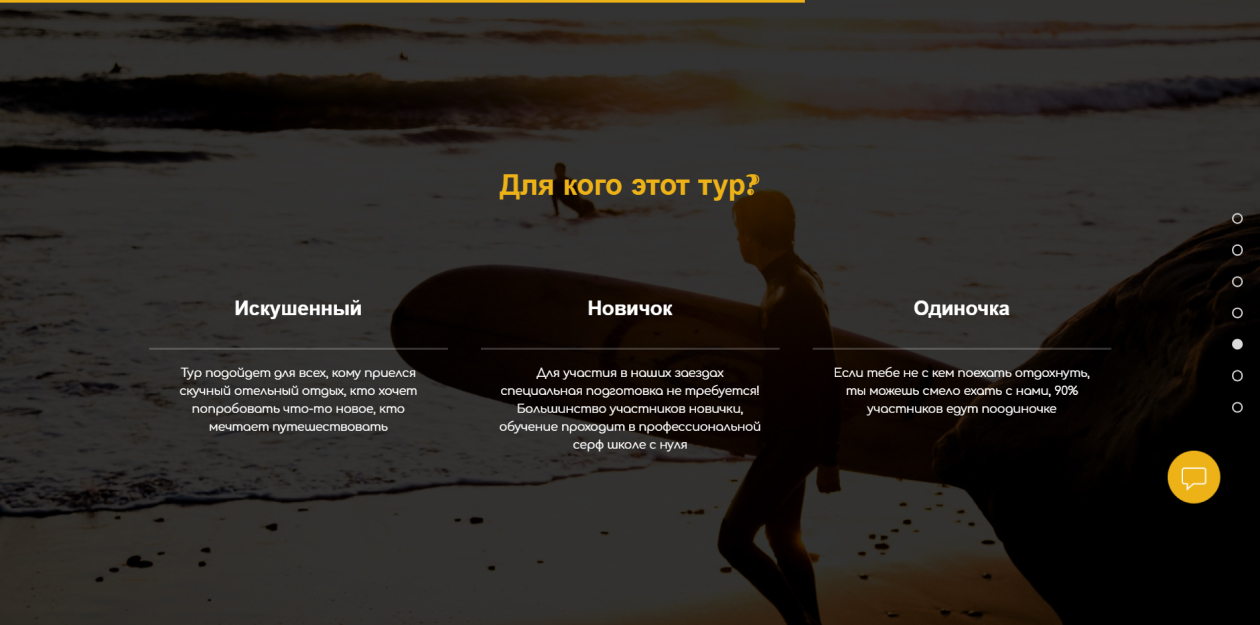 Для кого этот тур?
Искушенный
Тур подойдет для всех, кому приелся
скучный отельный отдых, кто хочет
попробовать что-то новое, кто
мечтает путешествовать
Новичок
Для участия в наших заездах
специальная подготовка не требуется!
Большинство участников новички,
обучение проходит в профессиональной
серф школе с нуля
Одиночка
Если тебе не с кем поехать отдохнуть,
ты можешь смело ехать с нами, 90%
участников едут поодиночке